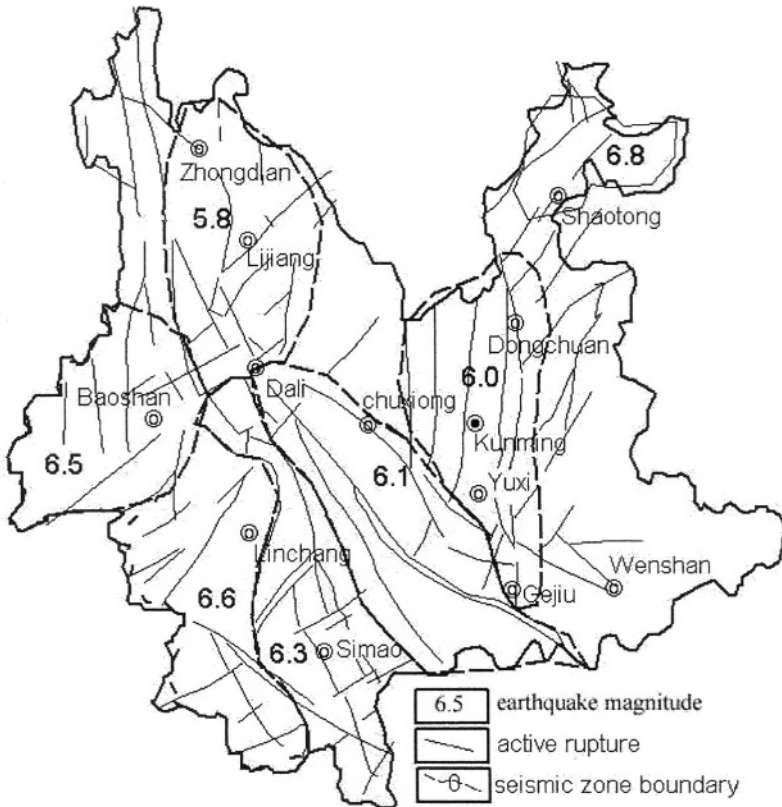 Zhongdian
6.8
Shaotong
5.8
Lijiang
Dongchuan
6.0
Dali
chuxiong
Baoshan
Kunming
6.5
6.1
Yuxi
Linchang
Wenshan
6.6
Gejiu
6.3
Simao
6.5 earthquake magnitude
active rupture
0 seismic zone boundary